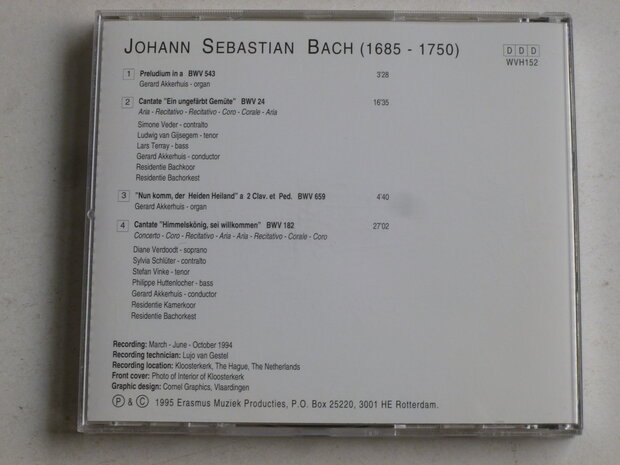 JOHANN SEBASTIAN BACH (1685 - 1750)
D D D
WVH152
1 Preludium in a BWV 543 3'28
Gerard Akkerhuis - organ
2 Cantate "Ein ungefärbt Gemüte" BWV 24 16'35
Aria - Recitativo - Recitativo - Coro - Corale - Aria
Simone Veder - contralto
Ludwig van Gijsegem - tenor
Lars Terray - bass
Gerard Akkerhuis - conductor
Residentie Bachkoor
Residentie Bachorkest
3 "Nun komm, der Heiden Heiland" a 2 Clav. et Ped. BWV 659 4'40
Gerard Akkerhuis - organ
4 Cantate "Himmelskönig, sei willkommen" BWV 182 27'02
Concerto - Coro - Recitativo - Aria - Aria - Recitativo - Corale - Coro
Diane Verdoodt - soprano
Sylvia Schlüter - contralto
Stefan Vinke - tenor
Philippe Huttenlocher - bass
Gerard Akkerhuis - conductor
Residentie Kamerkoor
Residentie Bachorkest
Recording: March - June - October 1994
Recording technician: Lujo van Gestel
Recording location: Kloosterkerk, The Hague, The Netherlands
Front cover: Photo of Interior of Kloosterkerk
Graphic design: Cornel Graphics, Vlaardingen
Ⓟ & Ⓒ 1995 Erasmus Muziek Producties, P.O. Box 25220, 3001 HE Rotterdam.